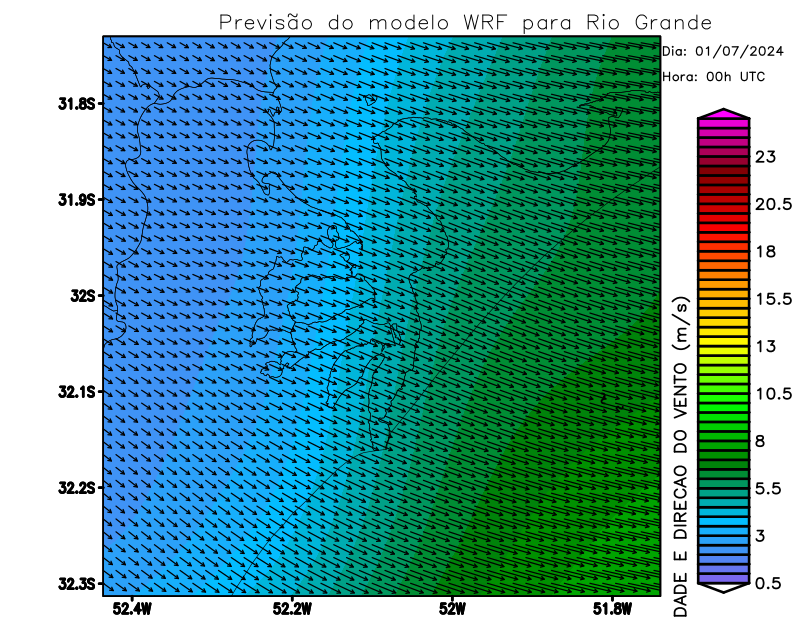 Previsão do modelo WRF para Rio Grande
Dia: 01/07/2024
Hora: 00h UTC
31.8S
31.9S
32S
32.1S
32.2S
32.3S
52.4W
52.2W
52W
51.8W
23
20.5
18
15.5
13
10.5
8
5.5
3
0.5
DADE E DIRECAO DO VENTO (m/s)